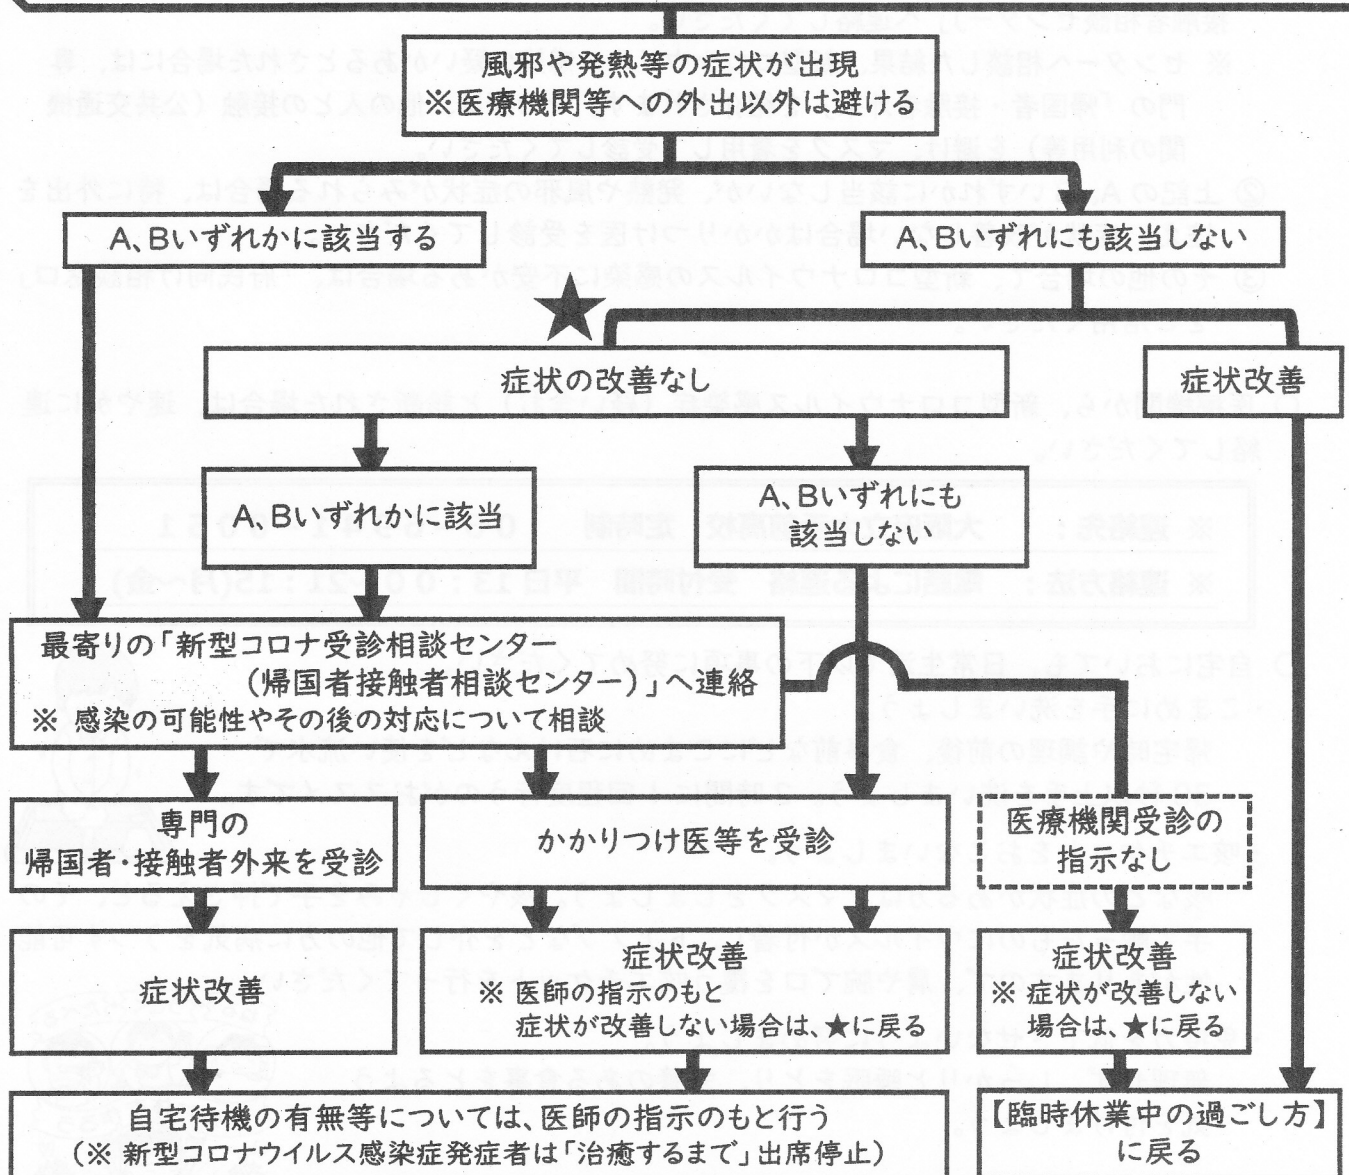 風邪や発熱等の症状が出現
※医療機関等への外出以外は避ける
A、Bいずれかに該当する
A、Bいずれにも該当しない
★
症状の改善なし
症状改善
A、Bいずれかに該当
A、Bいずれにも
該当しない
最寄りの「新型コロナ受診相談センター
(帰国者接触者相談センター)」へ連絡
※ 感染の可能性やその後の対応について相談
専門の
帰国者・接触者外来を受診
かかりつけ医等を受診
医療機関受診の
指示なし
症状改善
症状改善
※ 医師の指示のもと
症状が改善しない場合は、★に戻る
症状改善
※ 症状が改善しない
場合は、★に戻る
自宅待機の有無等については、医師の指示のもと行う
(※ 新型コロナウイルス感染症発症者は「治癒するまで」出席停止)
【臨時休業中の過ごし方】
に戻る